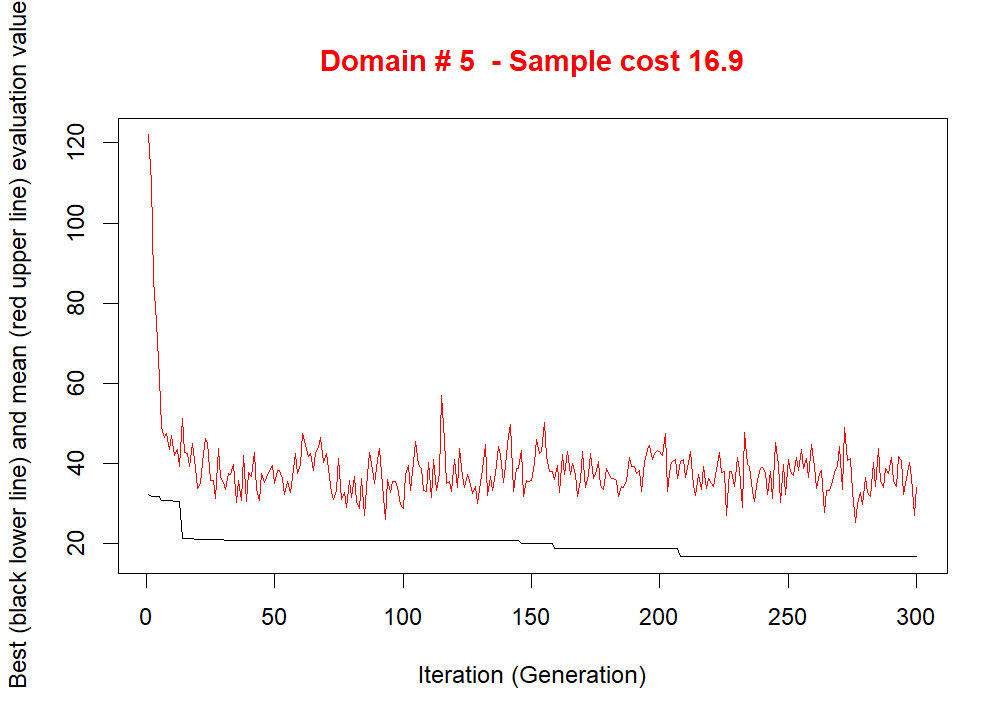 Domain # 5  - Sample cost 16.9
Best (black lower line) and mean (red upper line) evaluation value
120
100
80
60
40
20
0 50 100 150 200 250 300
Iteration (Generation)